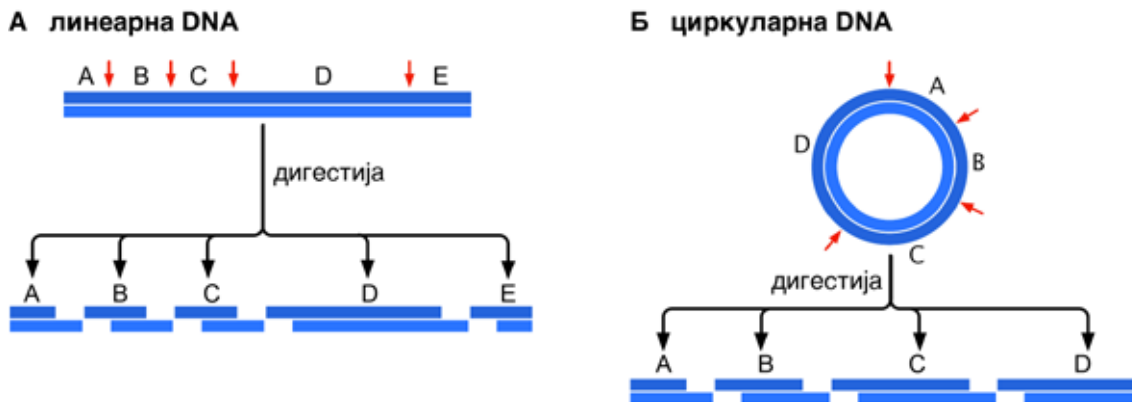 А линеарна DNA
A B C D E
дигестија
A B C D E
Б циркуларна DNA
A
D
B
C
дигестија
A B C D